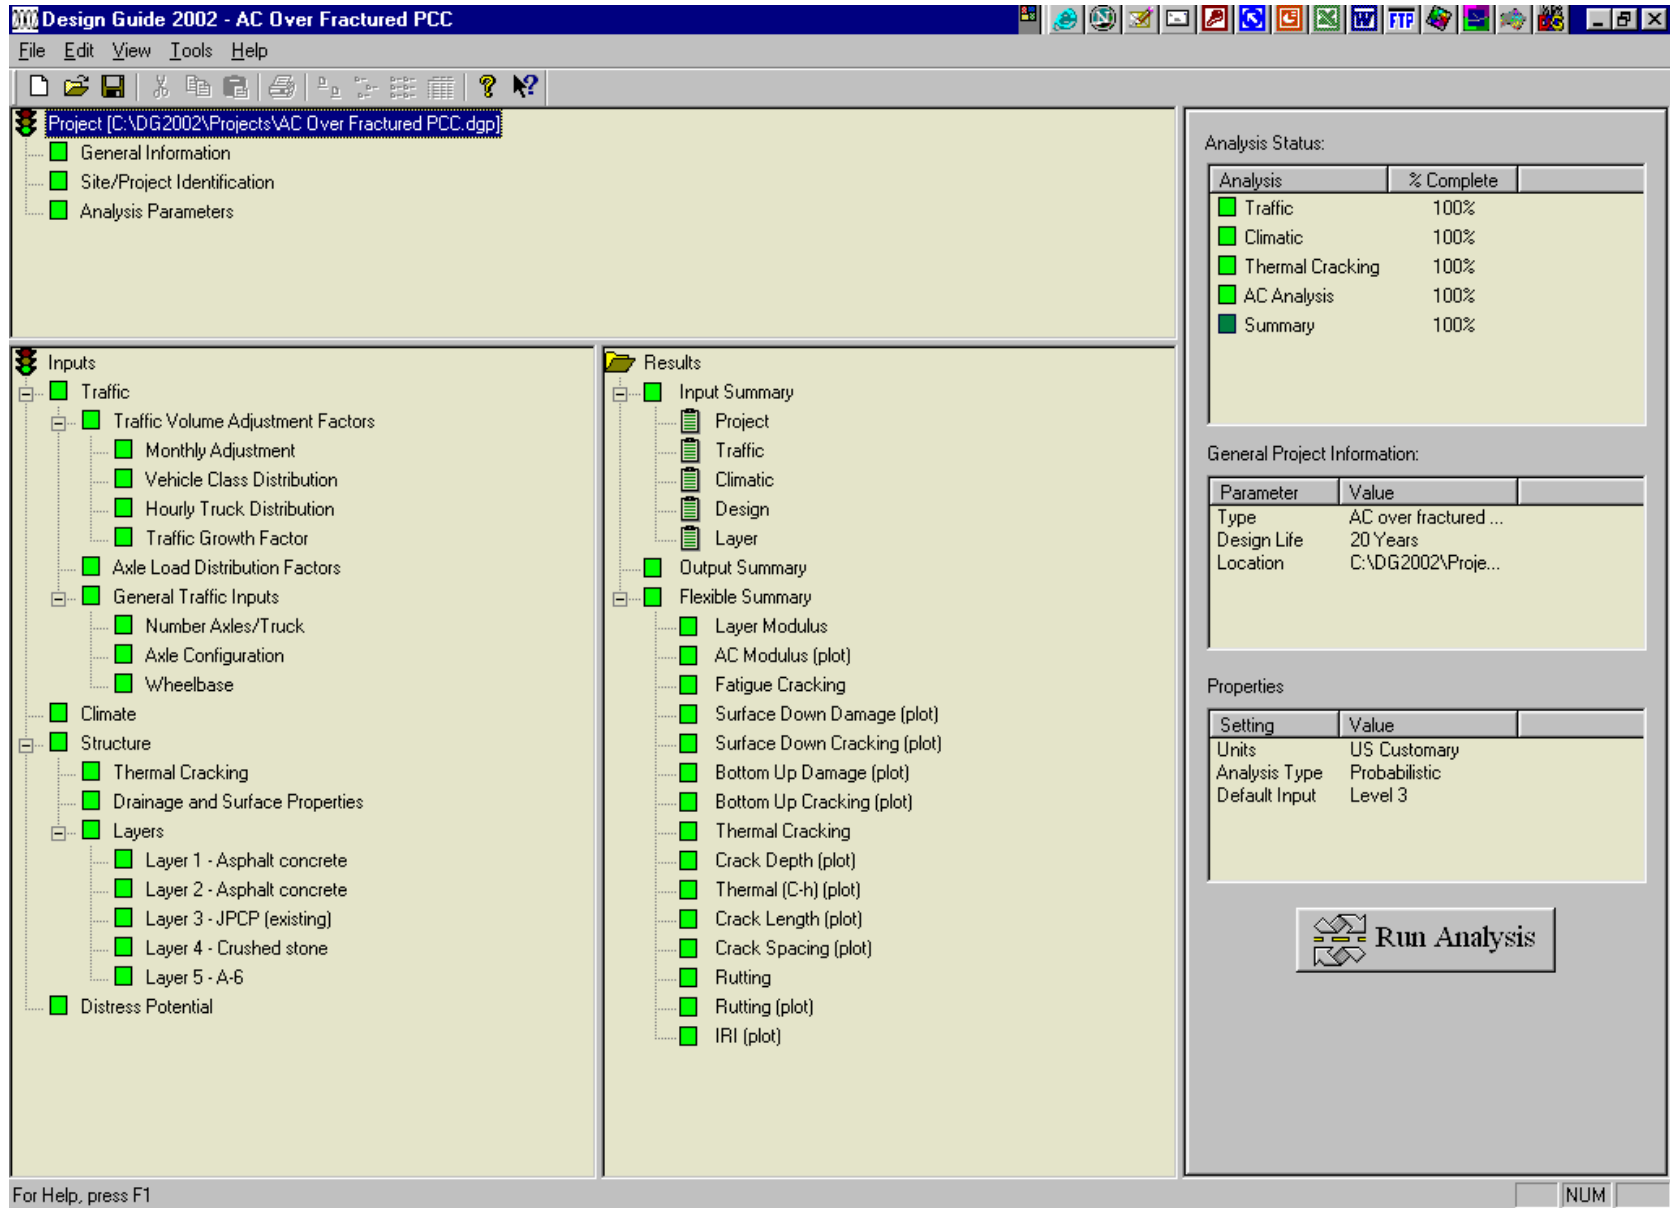 Design Guide 2002 - AC Over Fractured PCC
File Edit View Tools Help
Project [C:\DG2002\Projects\AC Over Fractured PCC.dgp]
General Information
Site/Project Identification
Analysis Parameters
Inputs
Traffic
Traffic Volume Adjustment Factors
Monthly Adjustment
Vehicle Class Distribution
Hourly Truck Distribution
Traffic Growth Factor
Axle Load Distribution Factors
General Traffic Inputs
Number Axles/Truck
Axle Configuration
Wheelbase
Climate
Structure
Thermal Cracking
Drainage and Surface Properties
Layers
Layer 1 - Asphalt concrete
Layer 2 - Asphalt concrete
Layer 3 - JPCP (existing)
Layer 4 - Crushed stone
Layer 5 - A-6
Distress Potential
Results
Input Summary
Project
Traffic
Climatic
Design
Layer
Output Summary
Flexible Summary
Layer Modulus
AC Modulus (plot)
Fatigue Cracking
Surface Down Damage (plot)
Surface Down Cracking (plot)
Bottom Up Damage (plot)
Bottom Up Cracking (plot)
Thermal Cracking
Crack Depth (plot)
Thermal (C-h) (plot)
Crack Length (plot)
Crack Spacing (plot)
Rutting
Rutting (plot)
IRI (plot)
Analysis Status:
Analysis % Complete
Traffic 100%
Climatic 100%
Thermal Cracking 100%
AC Analysis 100%
Summary 100%
General Project Information:
Parameter Value
Type AC over fractured ...
Design Life 20 Years
Location C:\DG2002\Proje...
Properties
Setting Value
Units US Customary
Analysis Type Probabilistic
Default Input Level 3
Run Analysis
For Help, press F1
NUM